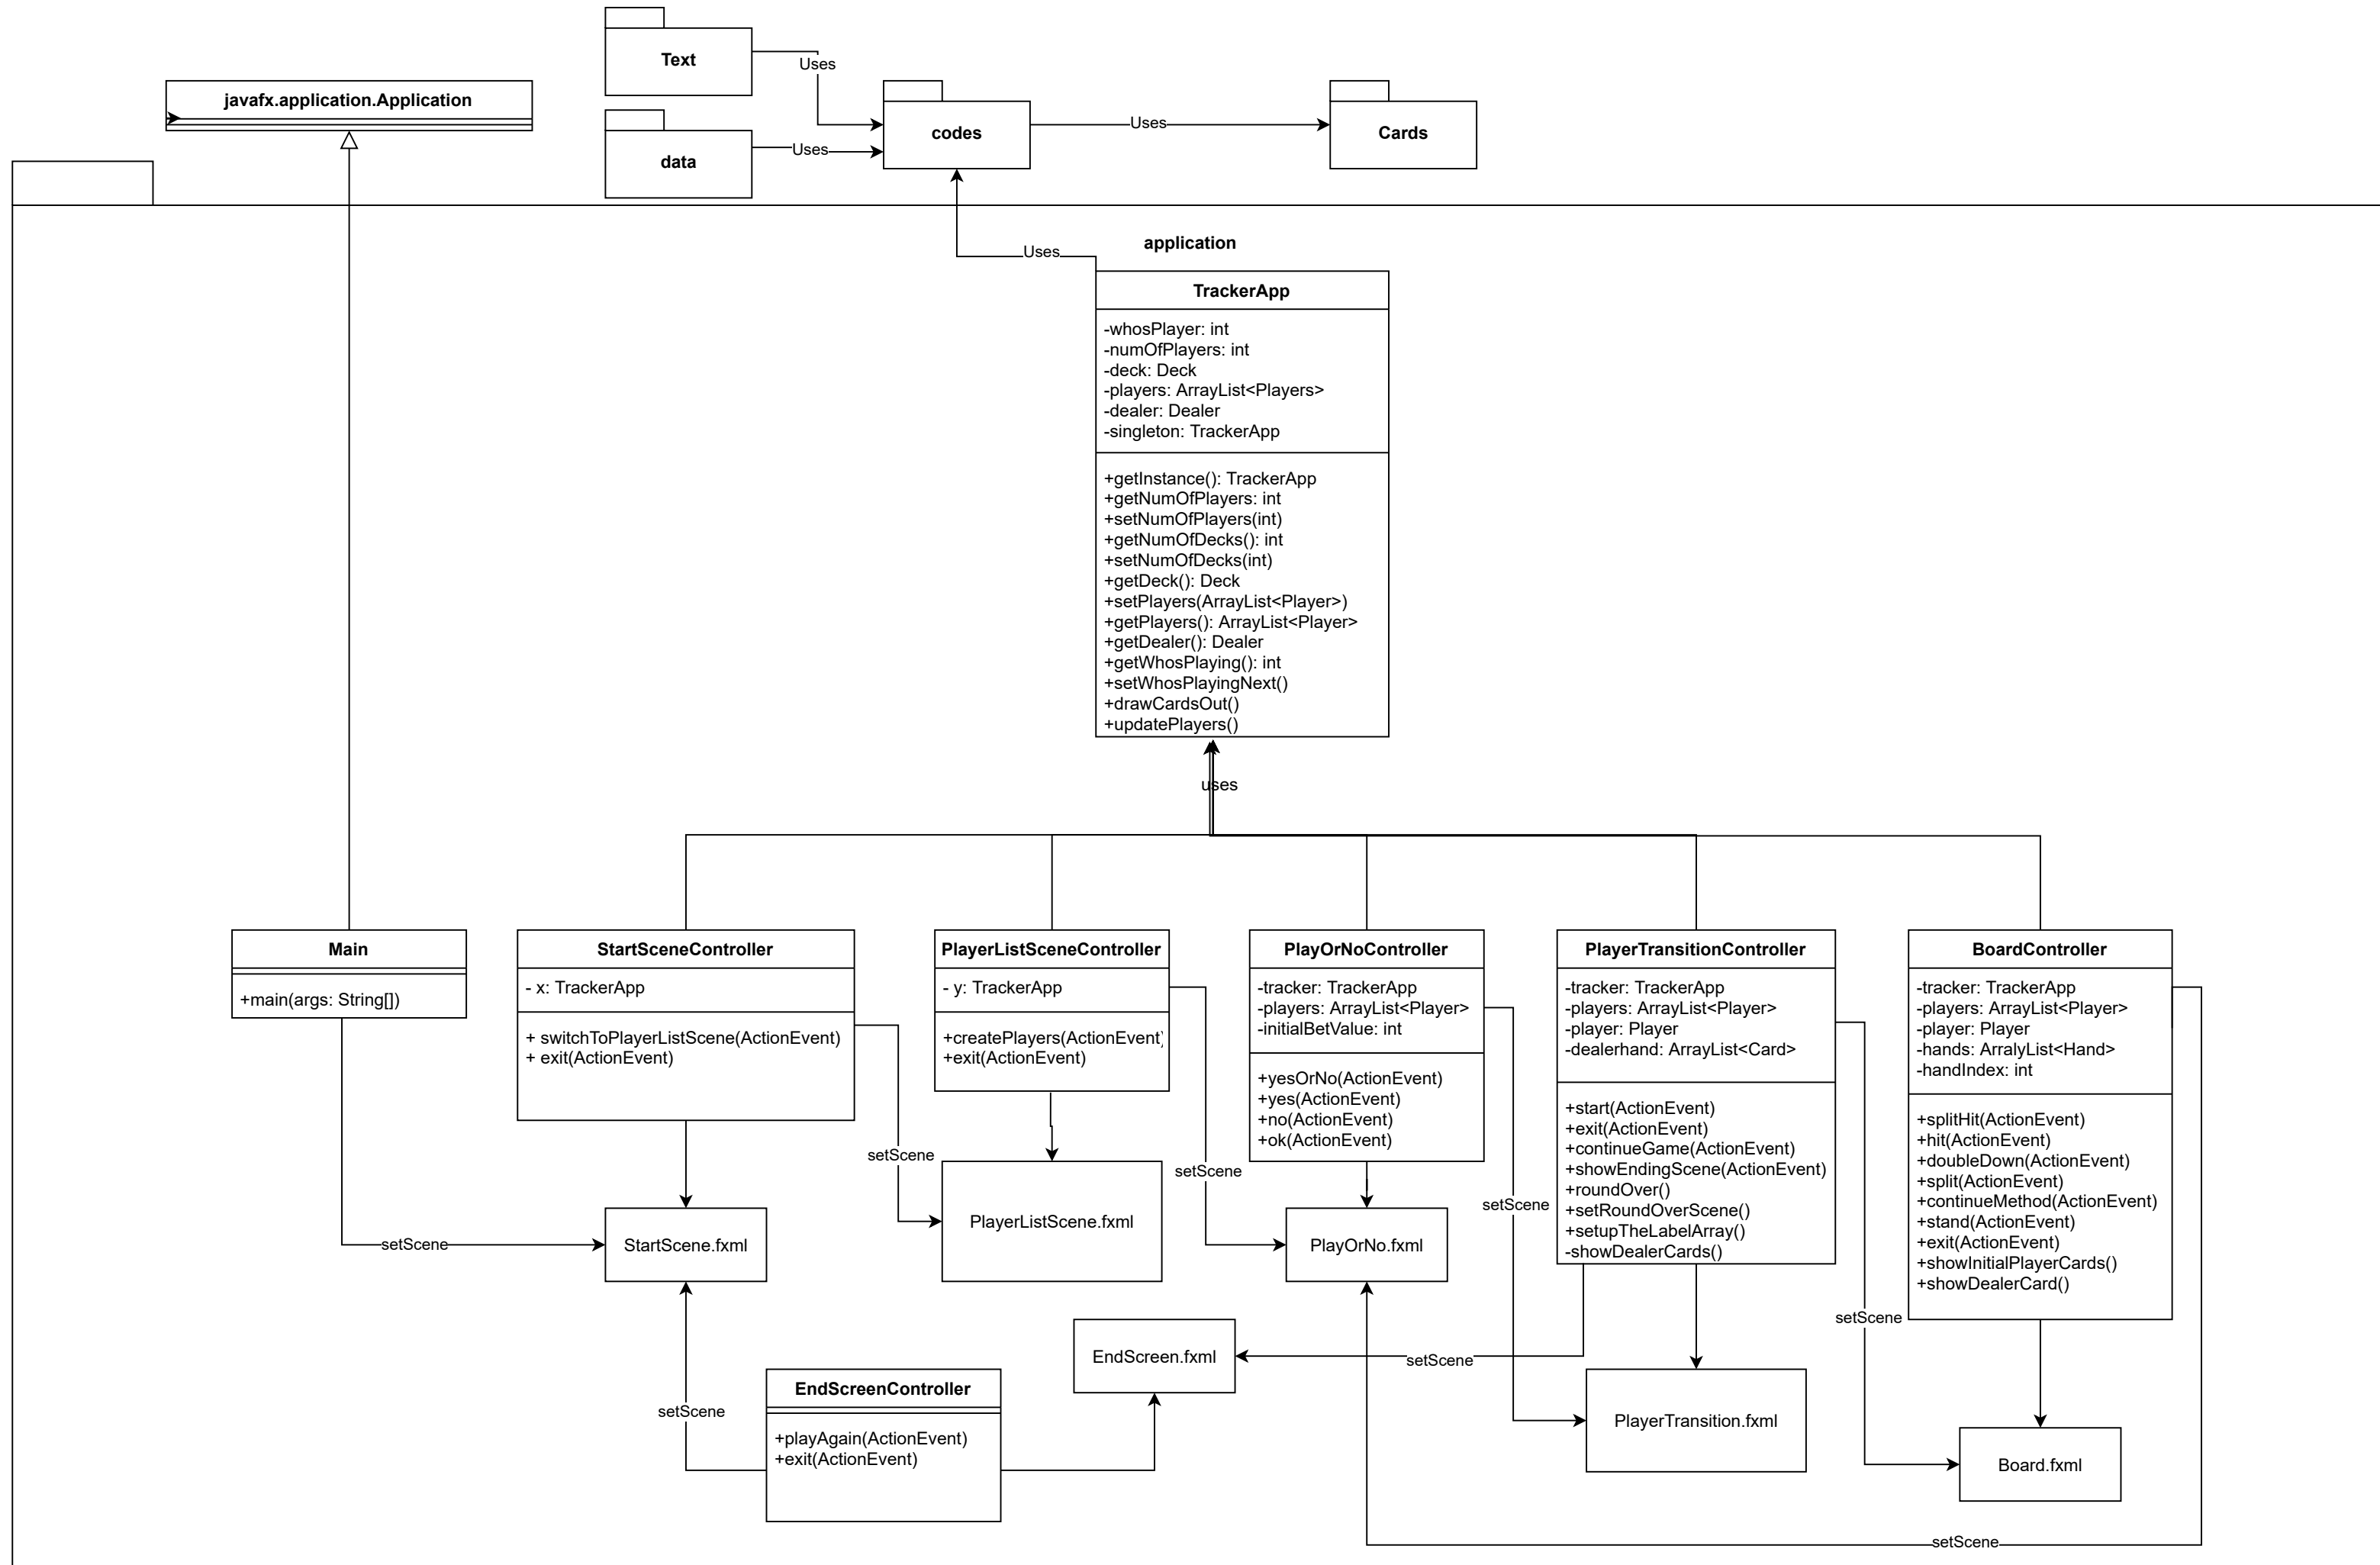 Text
Uses
javafx.application.Application
codes
Uses
Cards
data
Uses
application
Uses
TrackerApp
-whosPlayer: int
-numOfPlayers: int
-deck: Deck
-players: ArrayList<Players>
-dealer: Dealer
-singleton: TrackerApp
+getInstance(): TrackerApp
+getNumOfPlayers: int
+setNumOfPlayers(int)
+getNumOfDecks(): int
+setNumOfDecks(int)
+getDeck(): Deck
+setPlayers(ArrayList<Player>)
+getPlayers(): ArrayList<Player>
+getDealer(): Dealer
+getWhosPlaying(): int
+setWhosPlayingNext()
+drawCardsOut()
+updatePlayers()
uses
Main
+main(args: String[])
StartSceneController
- x: TrackerApp
+ switchToPlayerListScene(ActionEvent)
+ exit(ActionEvent)
PlayerListSceneController
- y: TrackerApp
+createPlayers(ActionEvent)
+exit(ActionEvent)
PlayOrNoController
-tracker: TrackerApp
-players: ArrayList<Player>
-initialBetValue: int
+yesOrNo(ActionEvent)
+yes(ActionEvent)
+no(ActionEvent)
+ok(ActionEvent)
PlayerTransitionController
-tracker: TrackerApp
-players: ArrayList<Player>
-player: Player
-dealerhand: ArrayList<Card>
+start(ActionEvent)
+exit(ActionEvent)
+continueGame(ActionEvent)
+showEndingScene(ActionEvent)
+roundOver()
+setRoundOverScene()
+setupTheLabelArray()
-showDealerCards()
BoardController
-tracker: TrackerApp
-players: ArrayList<Player>
-player: Player
-hands: ArralyList<Hand>
-handIndex: int
+splitHit(ActionEvent)
+hit(ActionEvent)
+doubleDown(ActionEvent)
+split(ActionEvent)
+continueMethod(ActionEvent)
+stand(ActionEvent)
+exit(ActionEvent)
+showInitialPlayerCards()
+showDealerCard()
setScene
setScene
setScene
setScene
StartScene.fxml
PlayerListScene.fxml
PlayOrNo.fxml
setScene
EndScreen.fxml
setScene
EndScreenController
+playAgain(ActionEvent)
+exit(ActionEvent)
setScene
PlayerTransition.fxml
Board.fxml
setScene